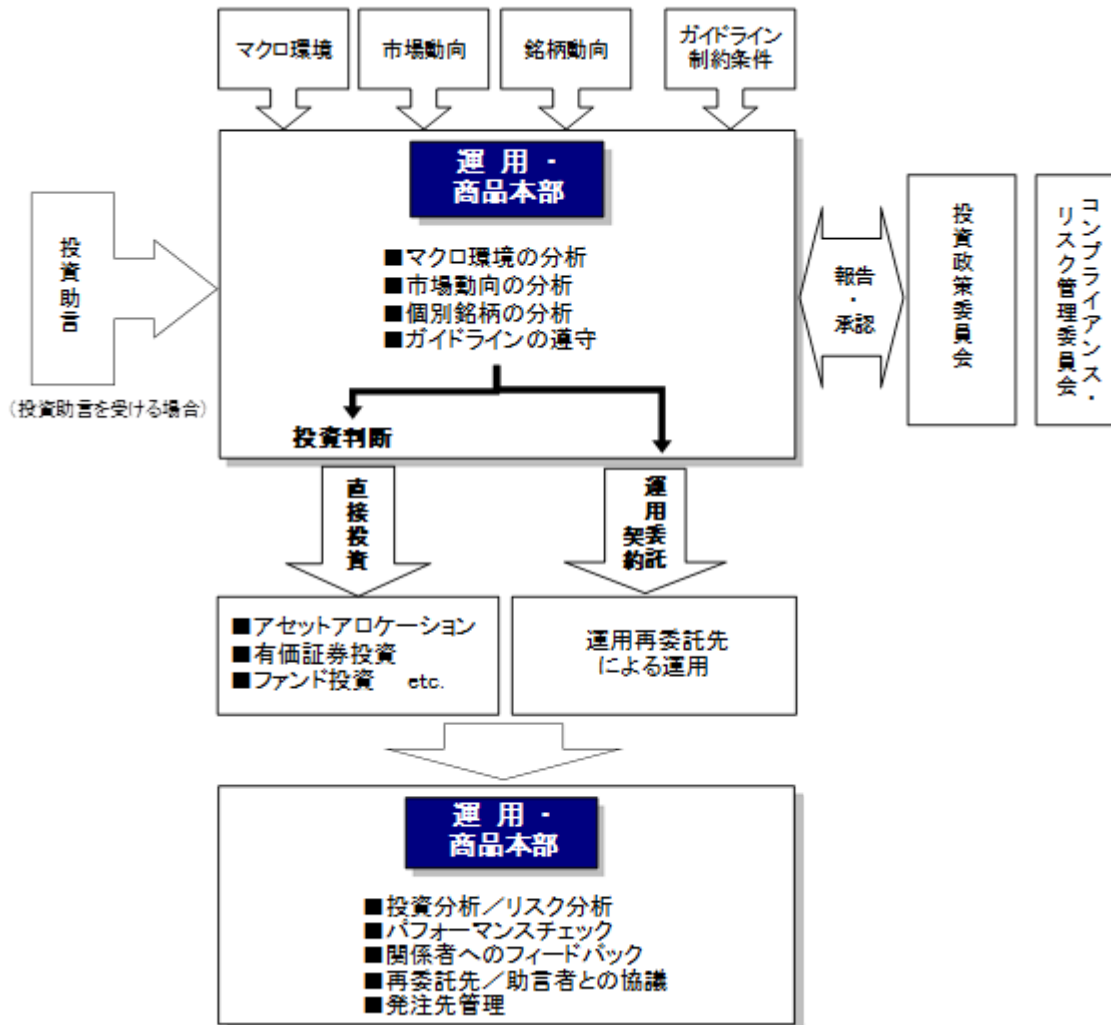 マクロ環境
市場動向
銘柄動向
ガイドライン
制約条件
運 用 -
商品本部
■マクロ環境の分析
■市場動向の分析
■個別銘柄の分析
■ガイドラインの遵守
投資助言
(投資助言を受ける場合)
報告
・
承認
投資政策委員会
コンプライアンス・
リスク管理委員会
投資判断
直接投資
運用委託
契約
■アセットアロケーション
■有価証券投資
■ファンド投資 etc.
運用再委託先
による運用
運 用 -
商品本部
■投資分析／リスク分析
■パフォーマンスチェック
■関係者へのフィードバック
■再委託先／助言者との協議
■発注先管理